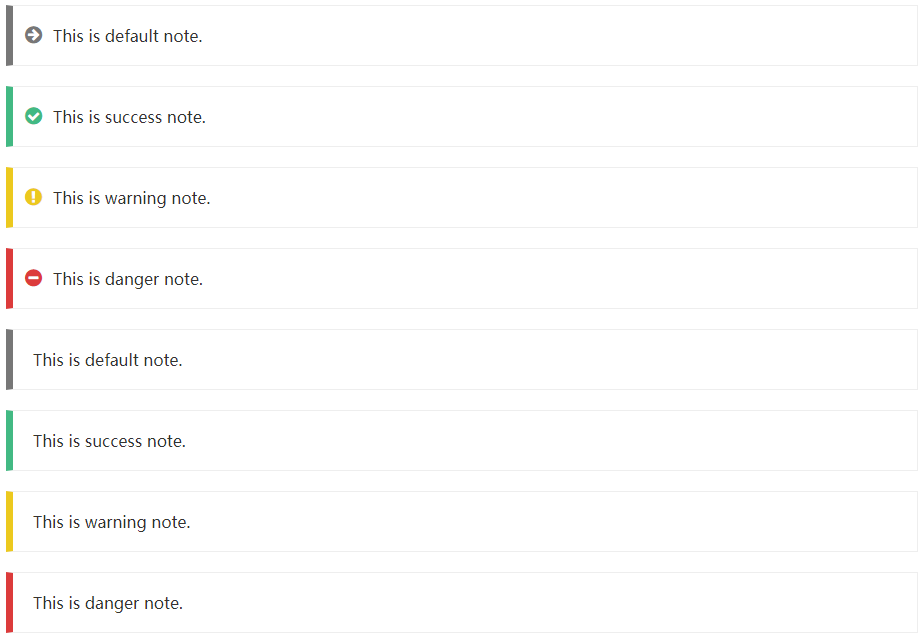 This is default note.
This is success note.
This is warning note.
This is danger note.
This is default note.
This is success note.
This is warning note.
This is danger note.